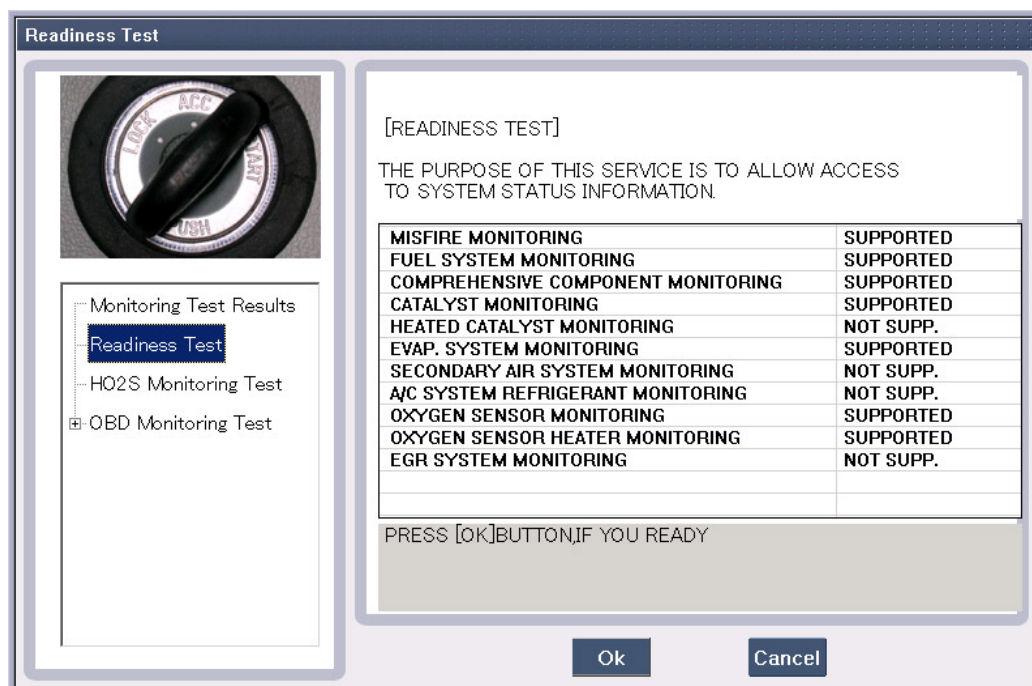 Readiness Test
LOCK
ACC
START
PUSH
Monitoring Test Results
Readiness Test
HO2S Monitoring Test
OBD Monitoring Test
[READINESS TEST]
THE PURPOSE OF THIS SERVICE IS TO ALLOW ACCESS
TO SYSTEM STATUS INFORMATION.
MISFIRE MONITORING SUPPORTED
FUEL SYSTEM MONITORING SUPPORTED
COMPREHENSIVE COMPONENT MONITORING SUPPORTED
CATALYST MONITORING SUPPORTED
HEATED CATALYST MONITORING NOT SUPP.
EVAP. SYSTEM MONITORING SUPPORTED
SECONDARY AIR SYSTEM MONITORING NOT SUPP.
A/C SYSTEM REFRIGERANT MONITORING NOT SUPP.
OXYGEN SENSOR MONITORING SUPPORTED
OXYGEN SENSOR HEATER MONITORING SUPPORTED
EGR SYSTEM MONITORING NOT SUPP.
PRESS [OK]BUTTON,IF YOU READY
Ok
Cancel